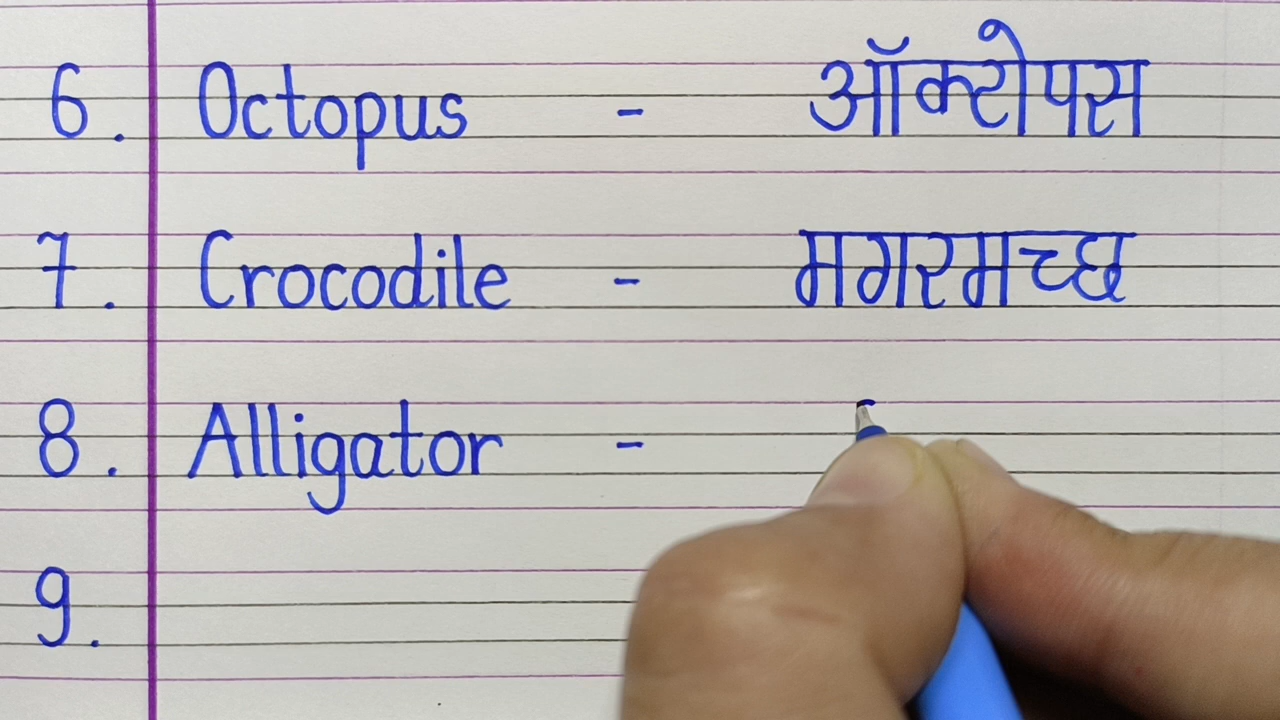 6. Octopus - ऑक्टोपस
7. Crocodile - मगरमच्छ
8. Alligator -
9.